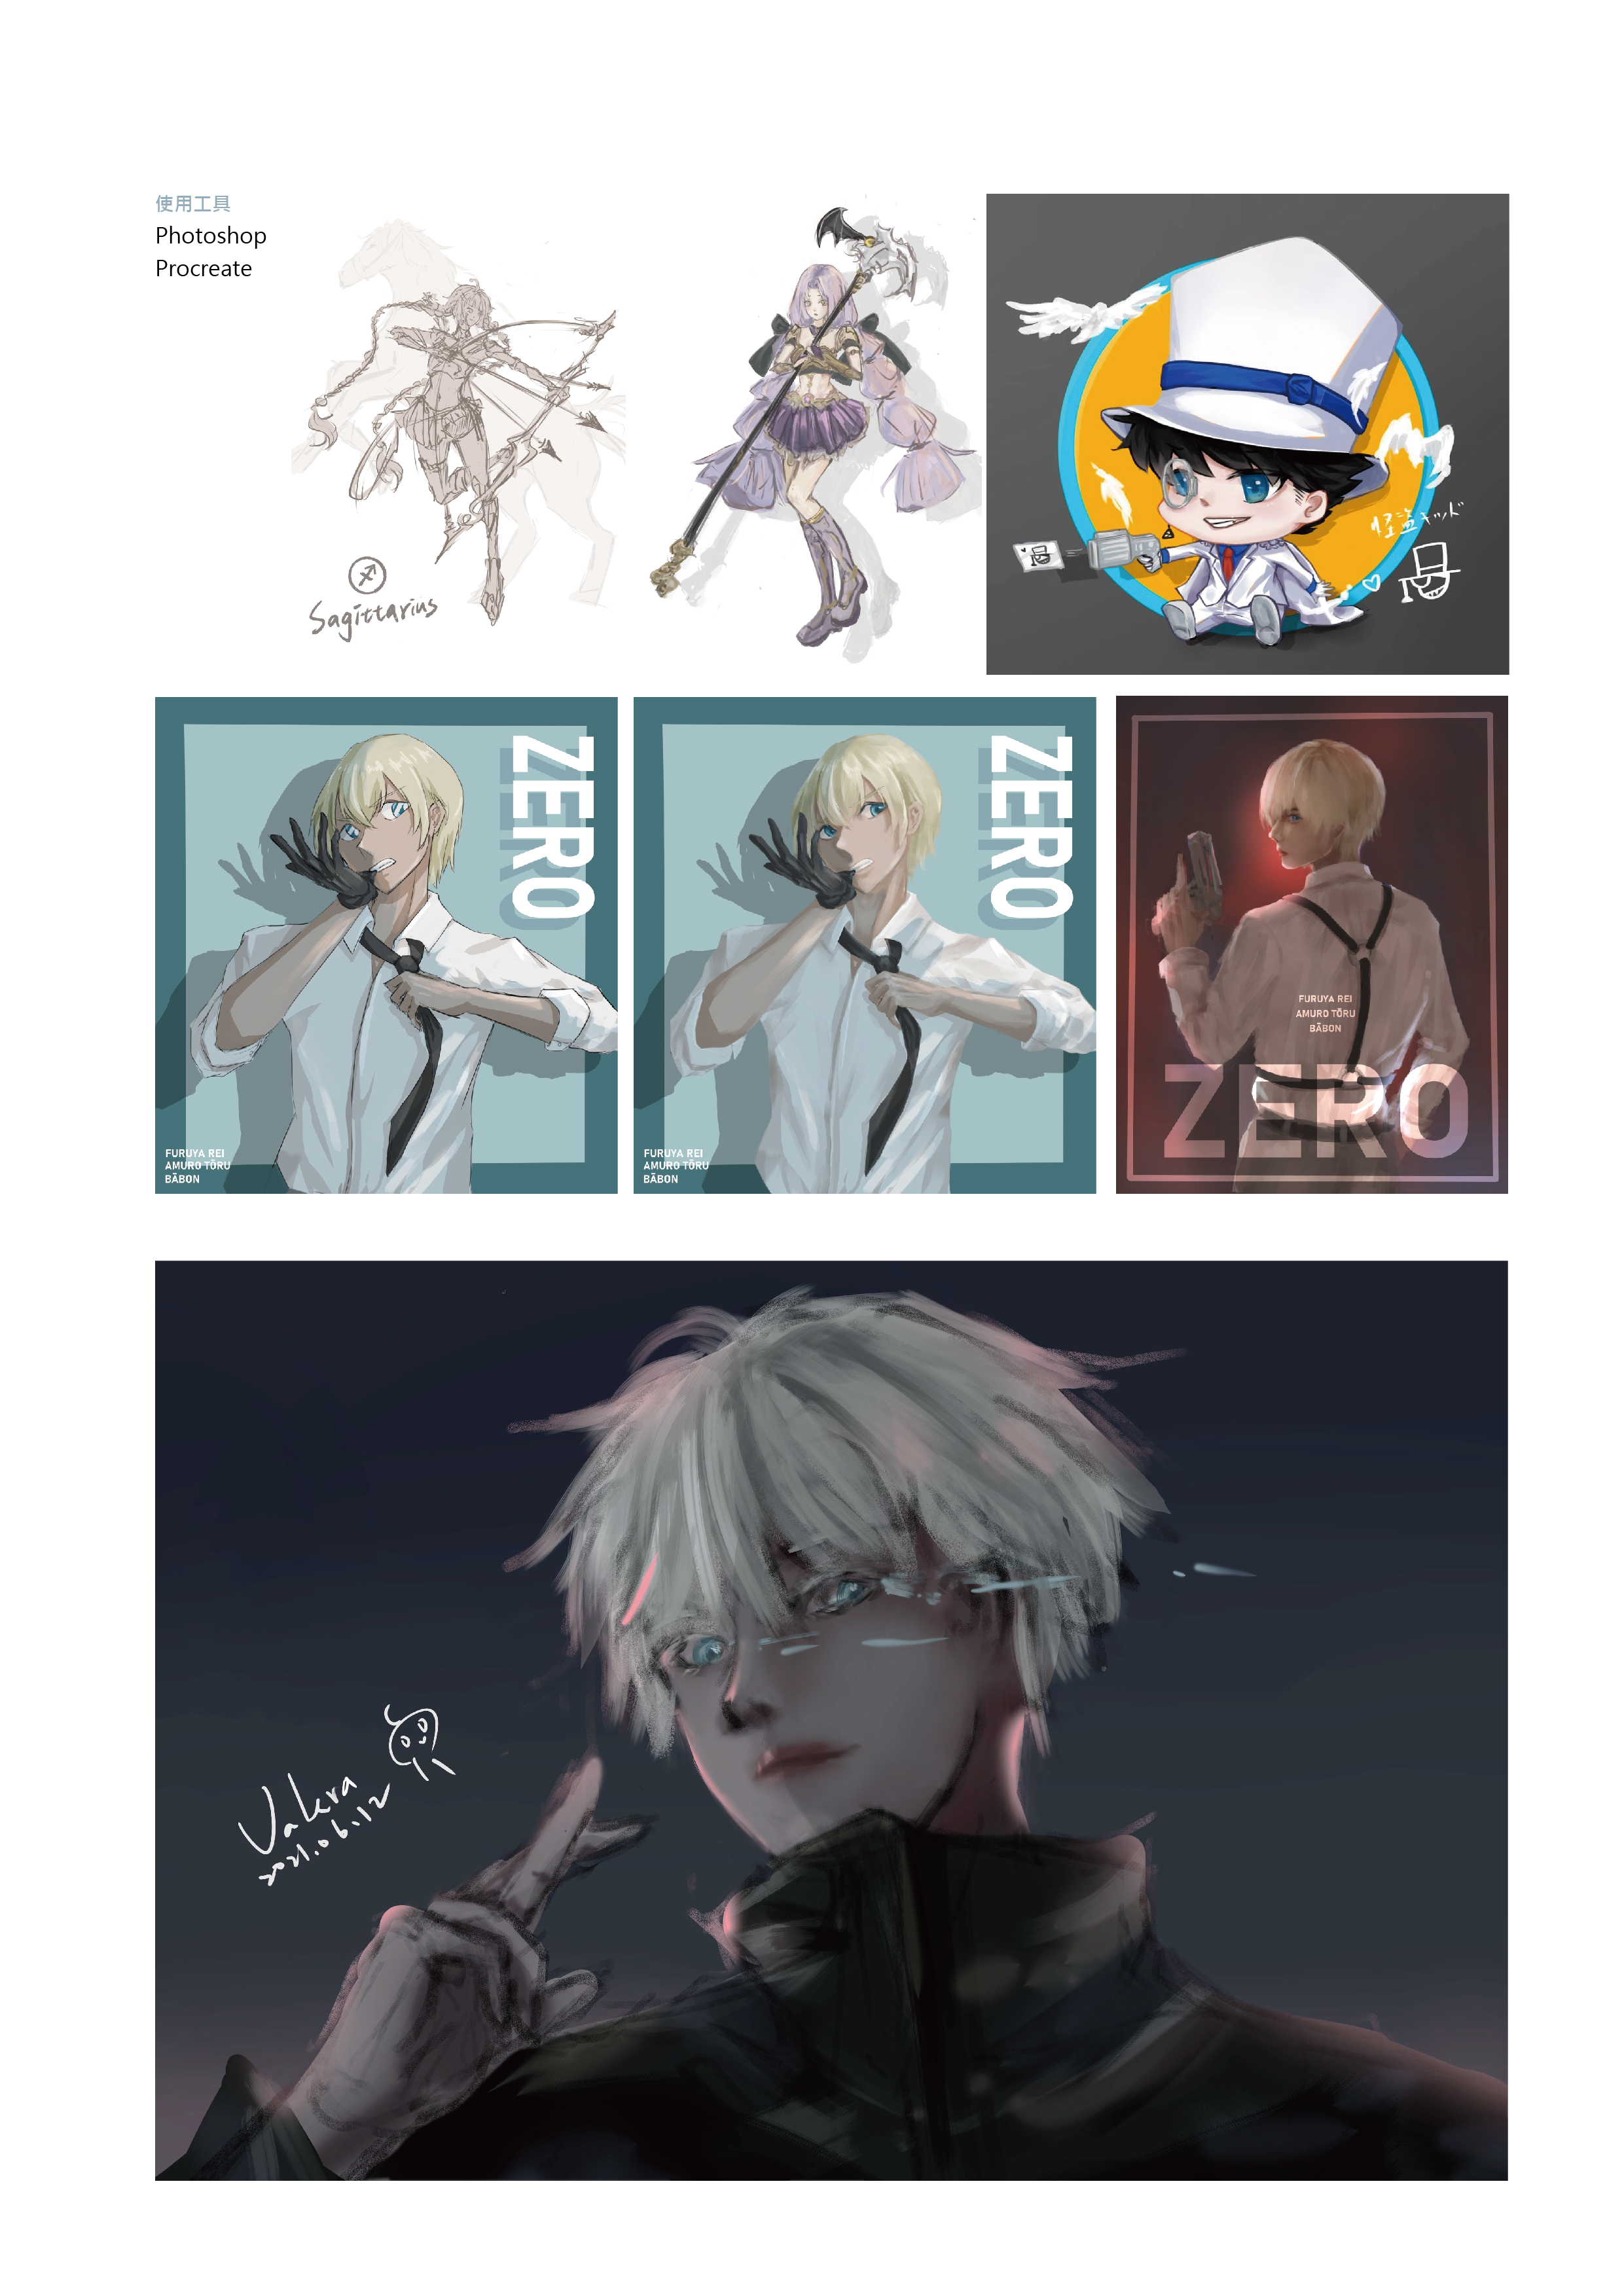 使用工具
Photoshop
Procreate
Sagittarius
怪盗キッド
ZERO
FURUYA REI
AMURO TŌRU
BĀBON
ZERO
FURUYA REI
AMURO TŌRU
BĀBON
FURUYA REI
AMURO TŌRU
BĀBON
ZERO
2021.06.12